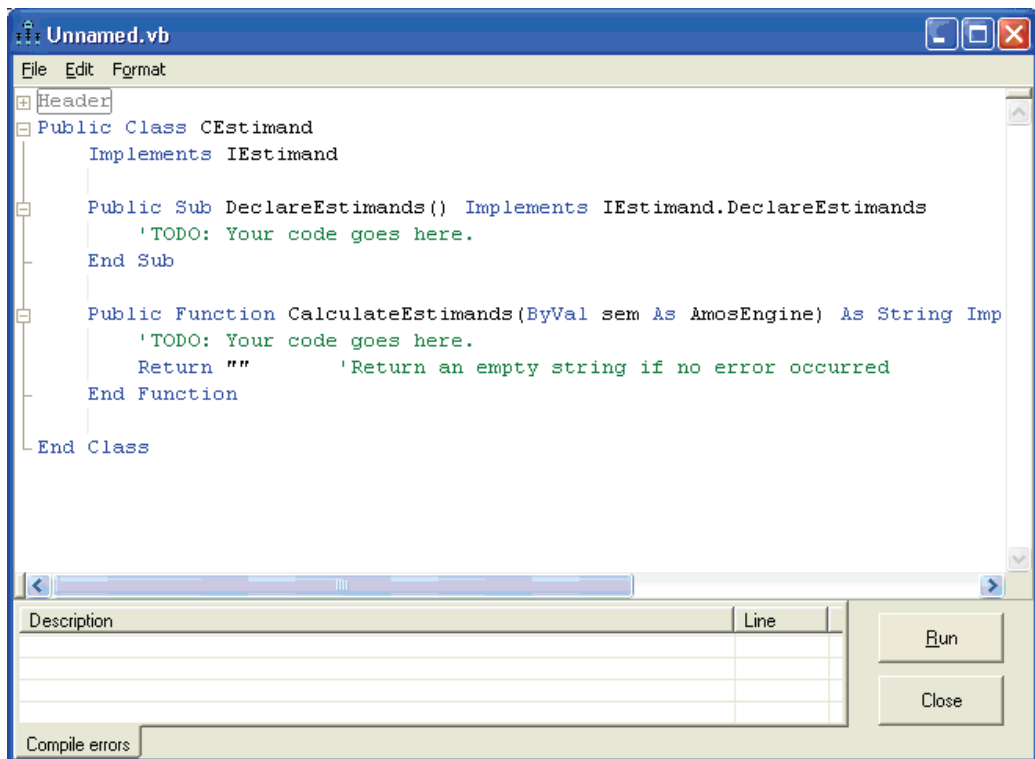 Unnamed.vb
File Edit Format
Header
Public Class CEstimand
Implements IEstimand
Public Sub DeclareEstimands() Implements IEstimand.DeclareEstimands
'TODO: Your code goes here.
End Sub
Public Function CalculateEstimands(ByVal sem As AmosEngine) As String Imp
'TODO: Your code goes here.
Return "" 'Return an empty string if no error occurred
End Function
End Class
Description Line
Run
Close
Compile errors